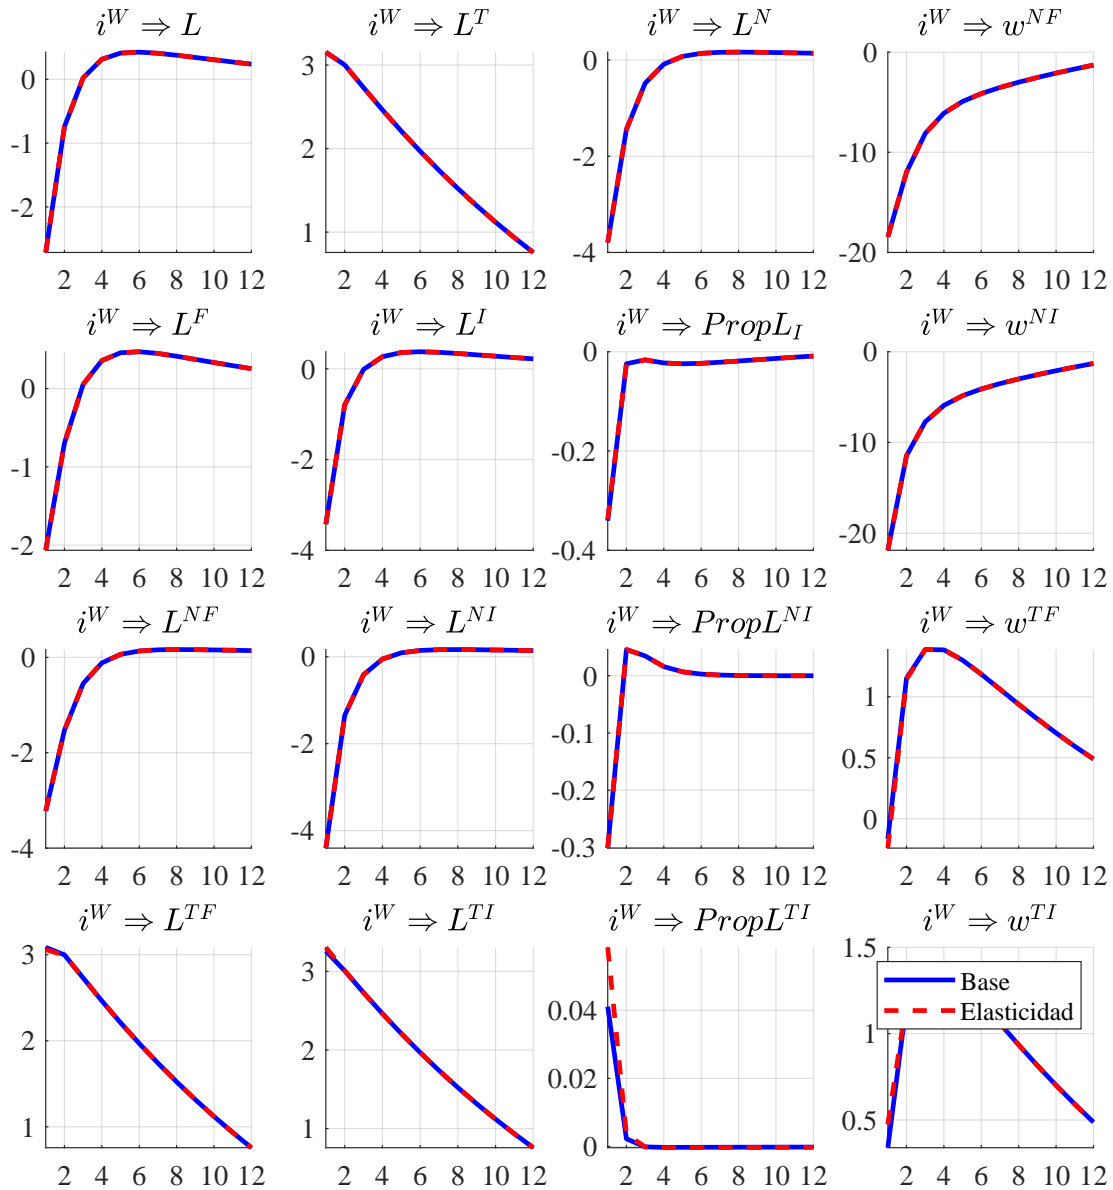 i^W ⇒ L
0
-1
-2
2 4 6 8 10 12
i^W ⇒ L^T
3
2
1
2 4 6 8 10 12
i^W ⇒ L^N
0
-2
-4
2 4 6 8 10 12
i^W ⇒ w^{NF}
0
-10
-20
2 4 6 8 10 12
i^W ⇒ L^F
0
-1
-2
2 4 6 8 10 12
i^W ⇒ L^I
0
-2
-4
2 4 6 8 10 12
i^W ⇒ PropL_I
0
-0.2
-0.4
2 4 6 8 10 12
i^W ⇒ w^{NI}
0
-10
-20
2 4 6 8 10 12
i^W ⇒ L^{NF}
0
-2
-4
2 4 6 8 10 12
i^W ⇒ L^{NI}
0
-2
-4
2 4 6 8 10 12
i^W ⇒ PropL^{NI}
0
-0.1
-0.2
-0.3
2 4 6 8 10 12
i^W ⇒ w^{TF}
1
0.5
0
2 4 6 8 10 12
i^W ⇒ L^{TF}
3
2
1
2 4 6 8 10 12
i^W ⇒ L^{TI}
3
2
1
2 4 6 8 10 12
i^W ⇒ PropL^{TI}
0.04
0.02
0
2 4 6 8 10 12
i^W ⇒ w^{TI}
1.5
1
0.5
2 4 6 8 10 12
Base
Elasticidad